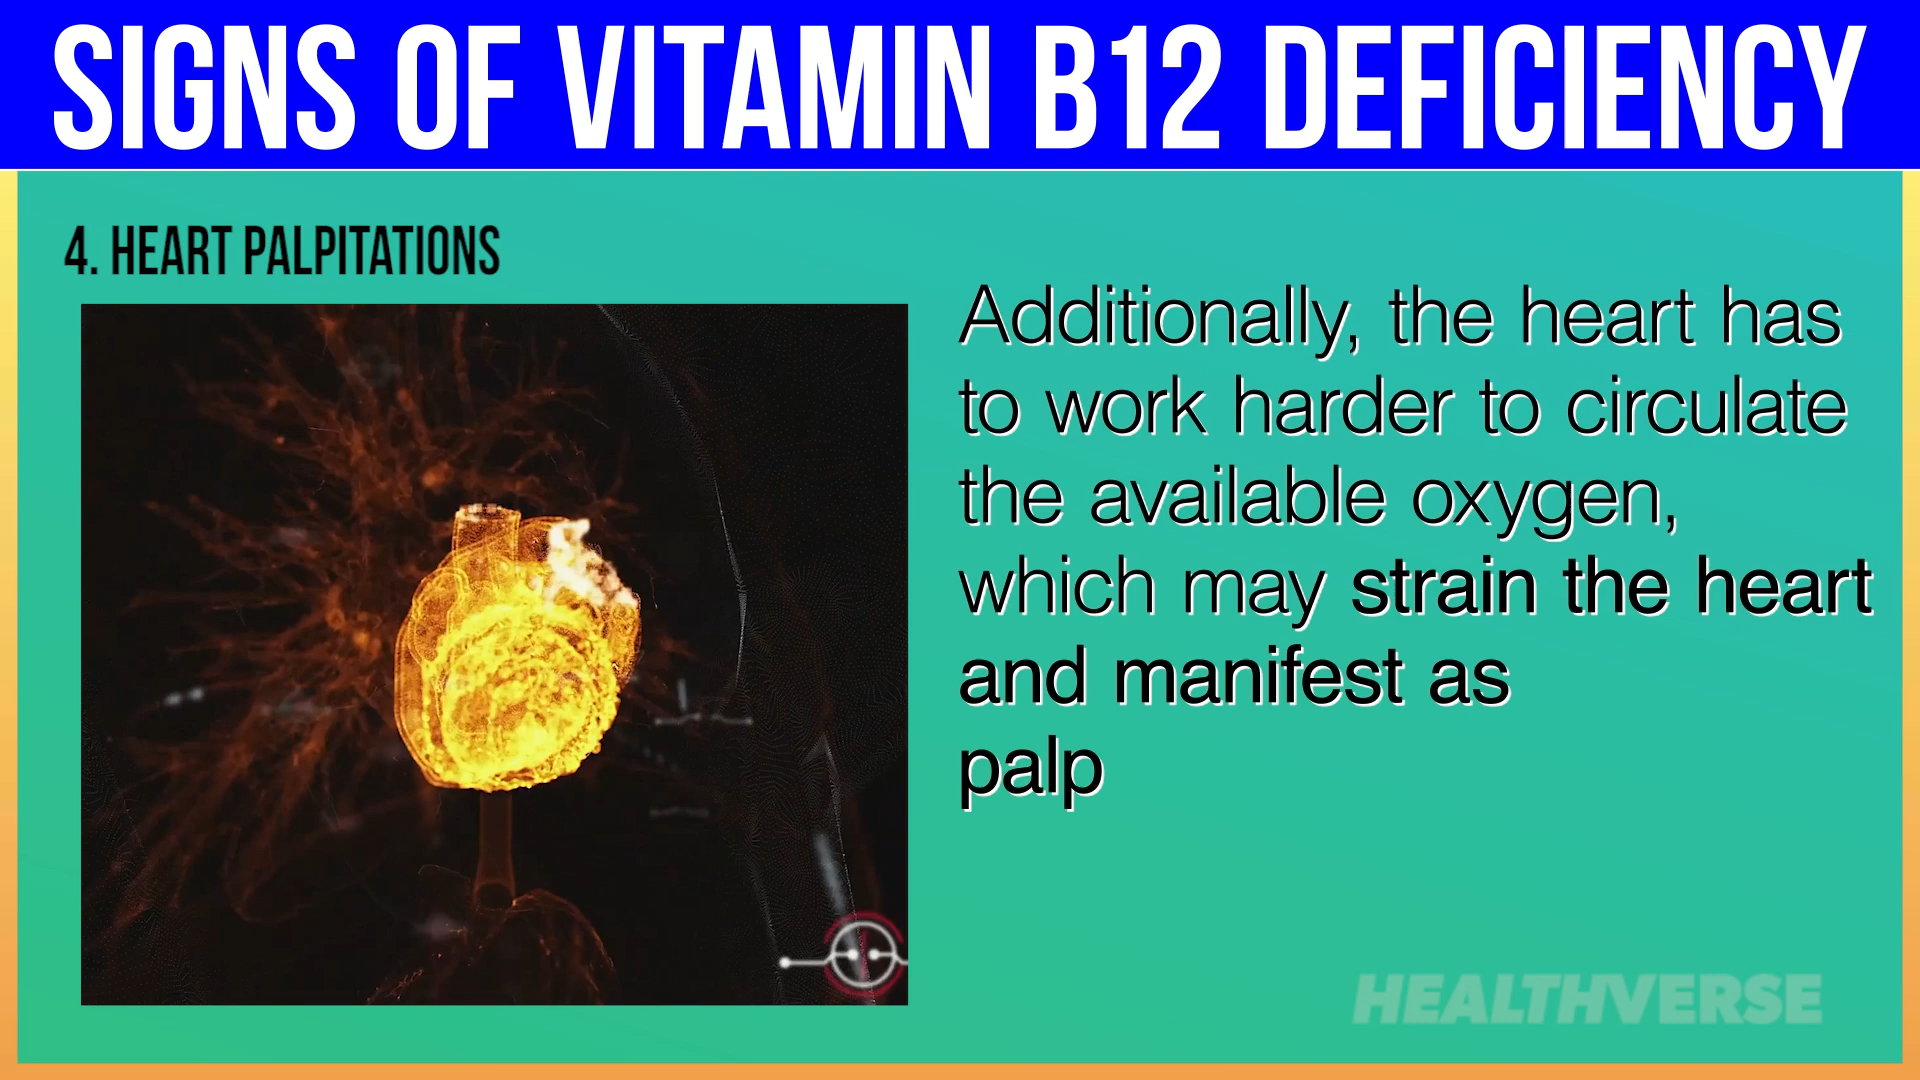 SIGNS OF VITAMIN B12 DEFICIENCY
4. HEART PALPITATIONS
Additionally, the heart has
to work harder to circulate
the available oxygen,
which may strain the heart
and manifest as
palp
HEALTHVERSE